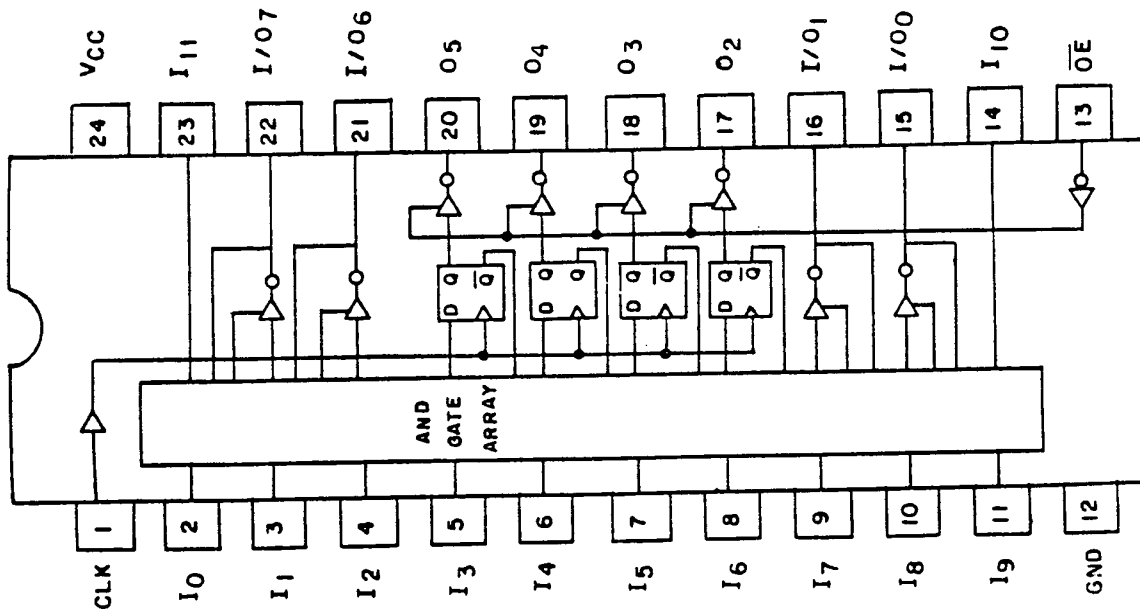 VCC
I11
I/O7
I/O6
O5
O4
O3
O2
I/O1
I/O0
I10
O̅E̅
24
23
22
21
20
19
18
17
16
15
14
13
D Q
Q̅
D Q
Q
D Q
Q̅
D Q
Q̅
AND
GATE
ARRAY
1
2
3
4
5
6
7
8
9
10
11
12
CLK
I0
I1
I2
I3
I4
I5
I6
I7
I8
I9
GND